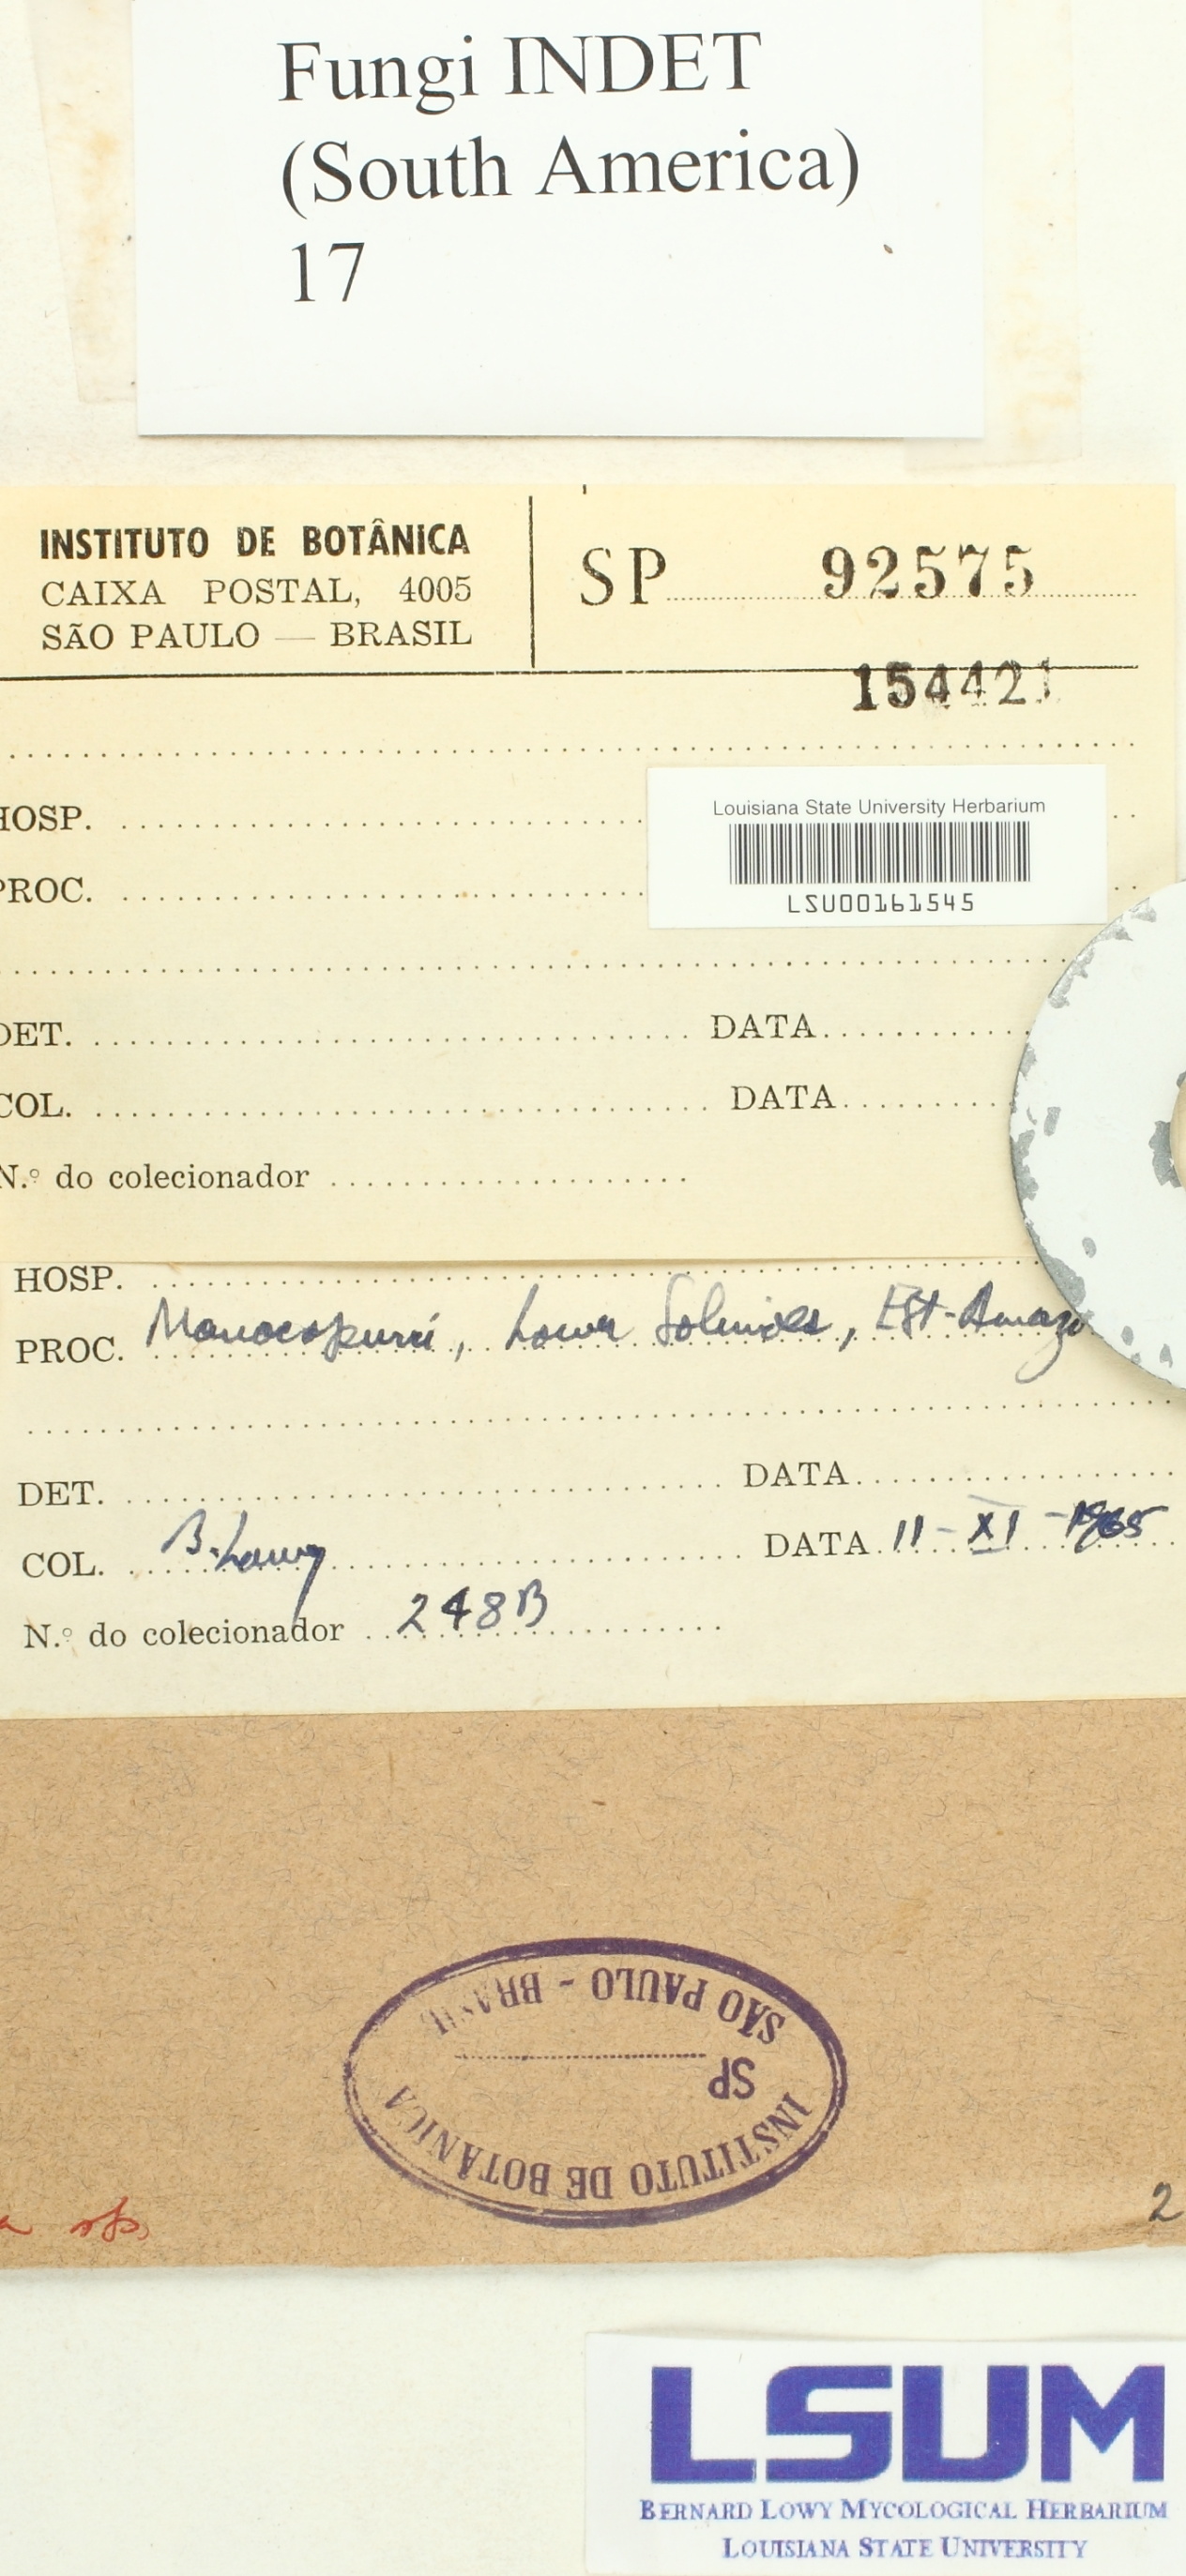 Fungi INDET
(South America)
17
INSTITUTO DE BOTÂNICA
CAIXA POSTAL, 4005
SÃO PAULO — BRASIL
SP 92575
154421
HOSP.
Louisiana State University Herbarium
LSU00161545
PROC.
DET. DATA
COL. DATA
N.º do colecionador
HOSP.
PROC. Manacapurú, Lower Solimões, Est-Amazo
DET. DATA
COL. B. Lowy DATA 11-XI-1965
N.º do colecionador 248B
INSTITUTO DE BOTÂNICA
SP
SÃO PAULO - BRASIL
2
LSUM
BERNARD LOWY MYCOLOGICAL HERBARIUM
LOUISIANA STATE UNIVERSITY